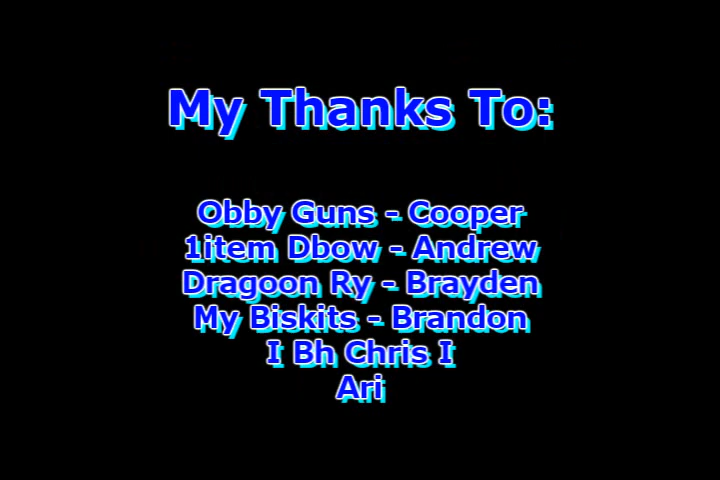 My Thanks To:
Obby Guns - Cooper
1item Dbow - Andrew
Dragoon Ry - Brayden
My Biskits - Brandon
I Bh Chris I
Ari